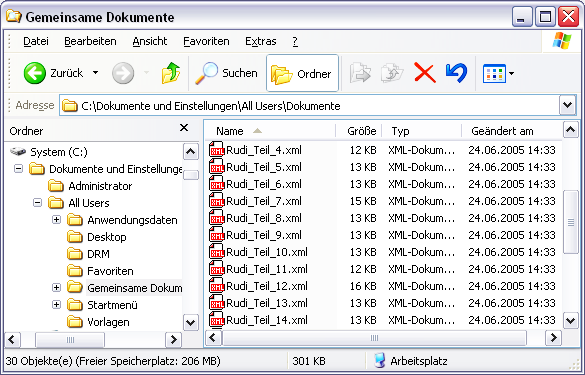 Gemeinsame Dokumente
Datei Bearbeiten Ansicht Favoriten Extras ?
Zurück Suchen Ordner
Adresse C:\Dokumente und Einstellungen\All Users\Dokumente
Ordner
System (C:)
Dokumente und Einstellunge
Administrator
All Users
Anwendungsdaten
Desktop
DRM
Favoriten
Gemeinsame Dokum
Startmenü
Vorlagen
Name Größe Typ Geändert am
Rudi_Teil_4.xml 12 KB XML-Dokum... 24.06.2005 14:33
Rudi_Teil_5.xml 13 KB XML-Dokum... 24.06.2005 14:33
Rudi_Teil_6.xml 13 KB XML-Dokum... 24.06.2005 14:33
Rudi_Teil_7.xml 15 KB XML-Dokum... 24.06.2005 14:33
Rudi_Teil_8.xml 13 KB XML-Dokum... 24.06.2005 14:33
Rudi_Teil_9.xml 13 KB XML-Dokum... 24.06.2005 14:33
Rudi_Teil_10.xml 13 KB XML-Dokum... 24.06.2005 14:33
Rudi_Teil_11.xml 12 KB XML-Dokum... 24.06.2005 14:33
Rudi_Teil_12.xml 16 KB XML-Dokum... 24.06.2005 14:33
Rudi_Teil_13.xml 13 KB XML-Dokum... 24.06.2005 14:33
Rudi_Teil_14.xml 13 KB XML-Dokum... 24.06.2005 14:33
30 Objekte(e) (Freier Speicherplatz: 206 MB) 301 KB Arbeitsplatz